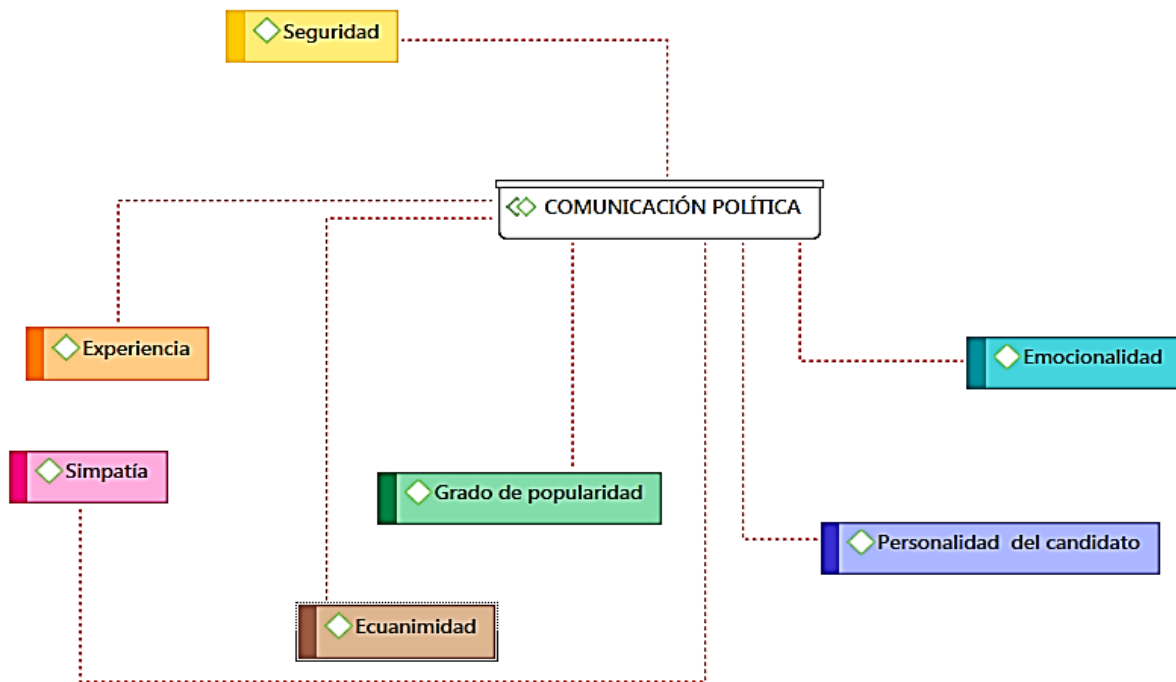 Seguridad
COMUNICACIÓN POLÍTICA
Experiencia
Emocionalidad
Simpatía
Grado de popularidad
Personalidad del candidato
Ecuanimidad